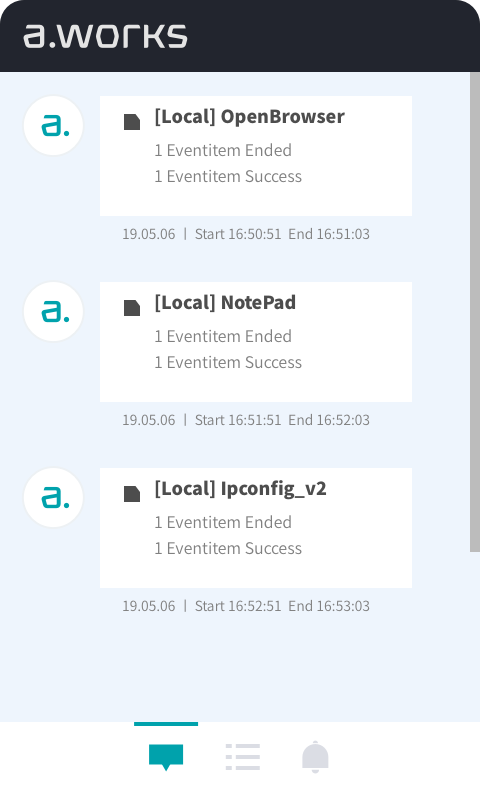 a.works
a.
[Local] OpenBrowser
1 Eventitem Ended
1 Eventitem Success
19.05.06 | Start 16:50:51 End 16:51:03
a.
[Local] NotePad
1 Eventitem Ended
1 Eventitem Success
19.05.06 | Start 16:51:51 End 16:52:03
a.
[Local] Ipconfig_v2
1 Eventitem Ended
1 Eventitem Success
19.05.06 | Start 16:52:51 End 16:53:03